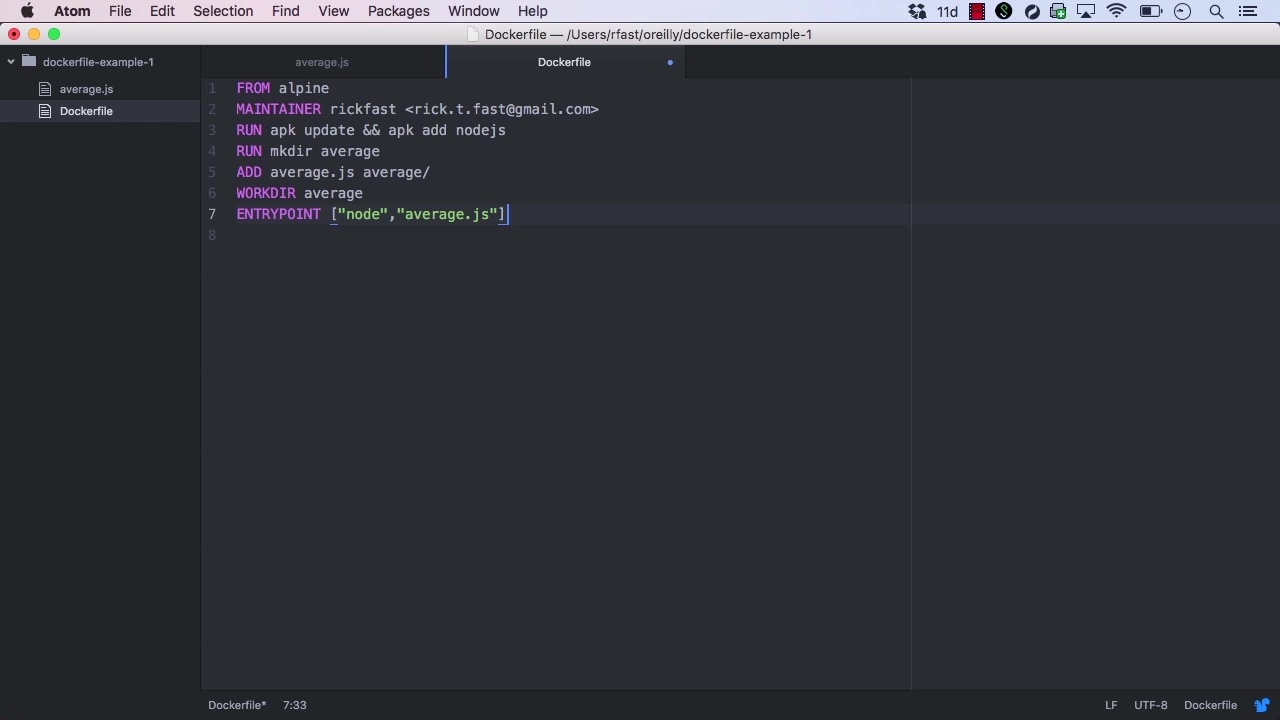 Atom File Edit Selection Find View Packages Window Help 11d
Dockerfile — /Users/rfast/oreilly/dockerfile-example-1
dockerfile-example-1
average.js
Dockerfile
average.js Dockerfile
1 FROM alpine
2 MAINTAINER rickfast <rick.t.fast@gmail.com>
3 RUN apk update && apk add nodejs
4 RUN mkdir average
5 ADD average.js average/
6 WORKDIR average
7 ENTRYPOINT ["node","average.js"]
8
Dockerfile* 7:33 LF UTF-8 Dockerfile